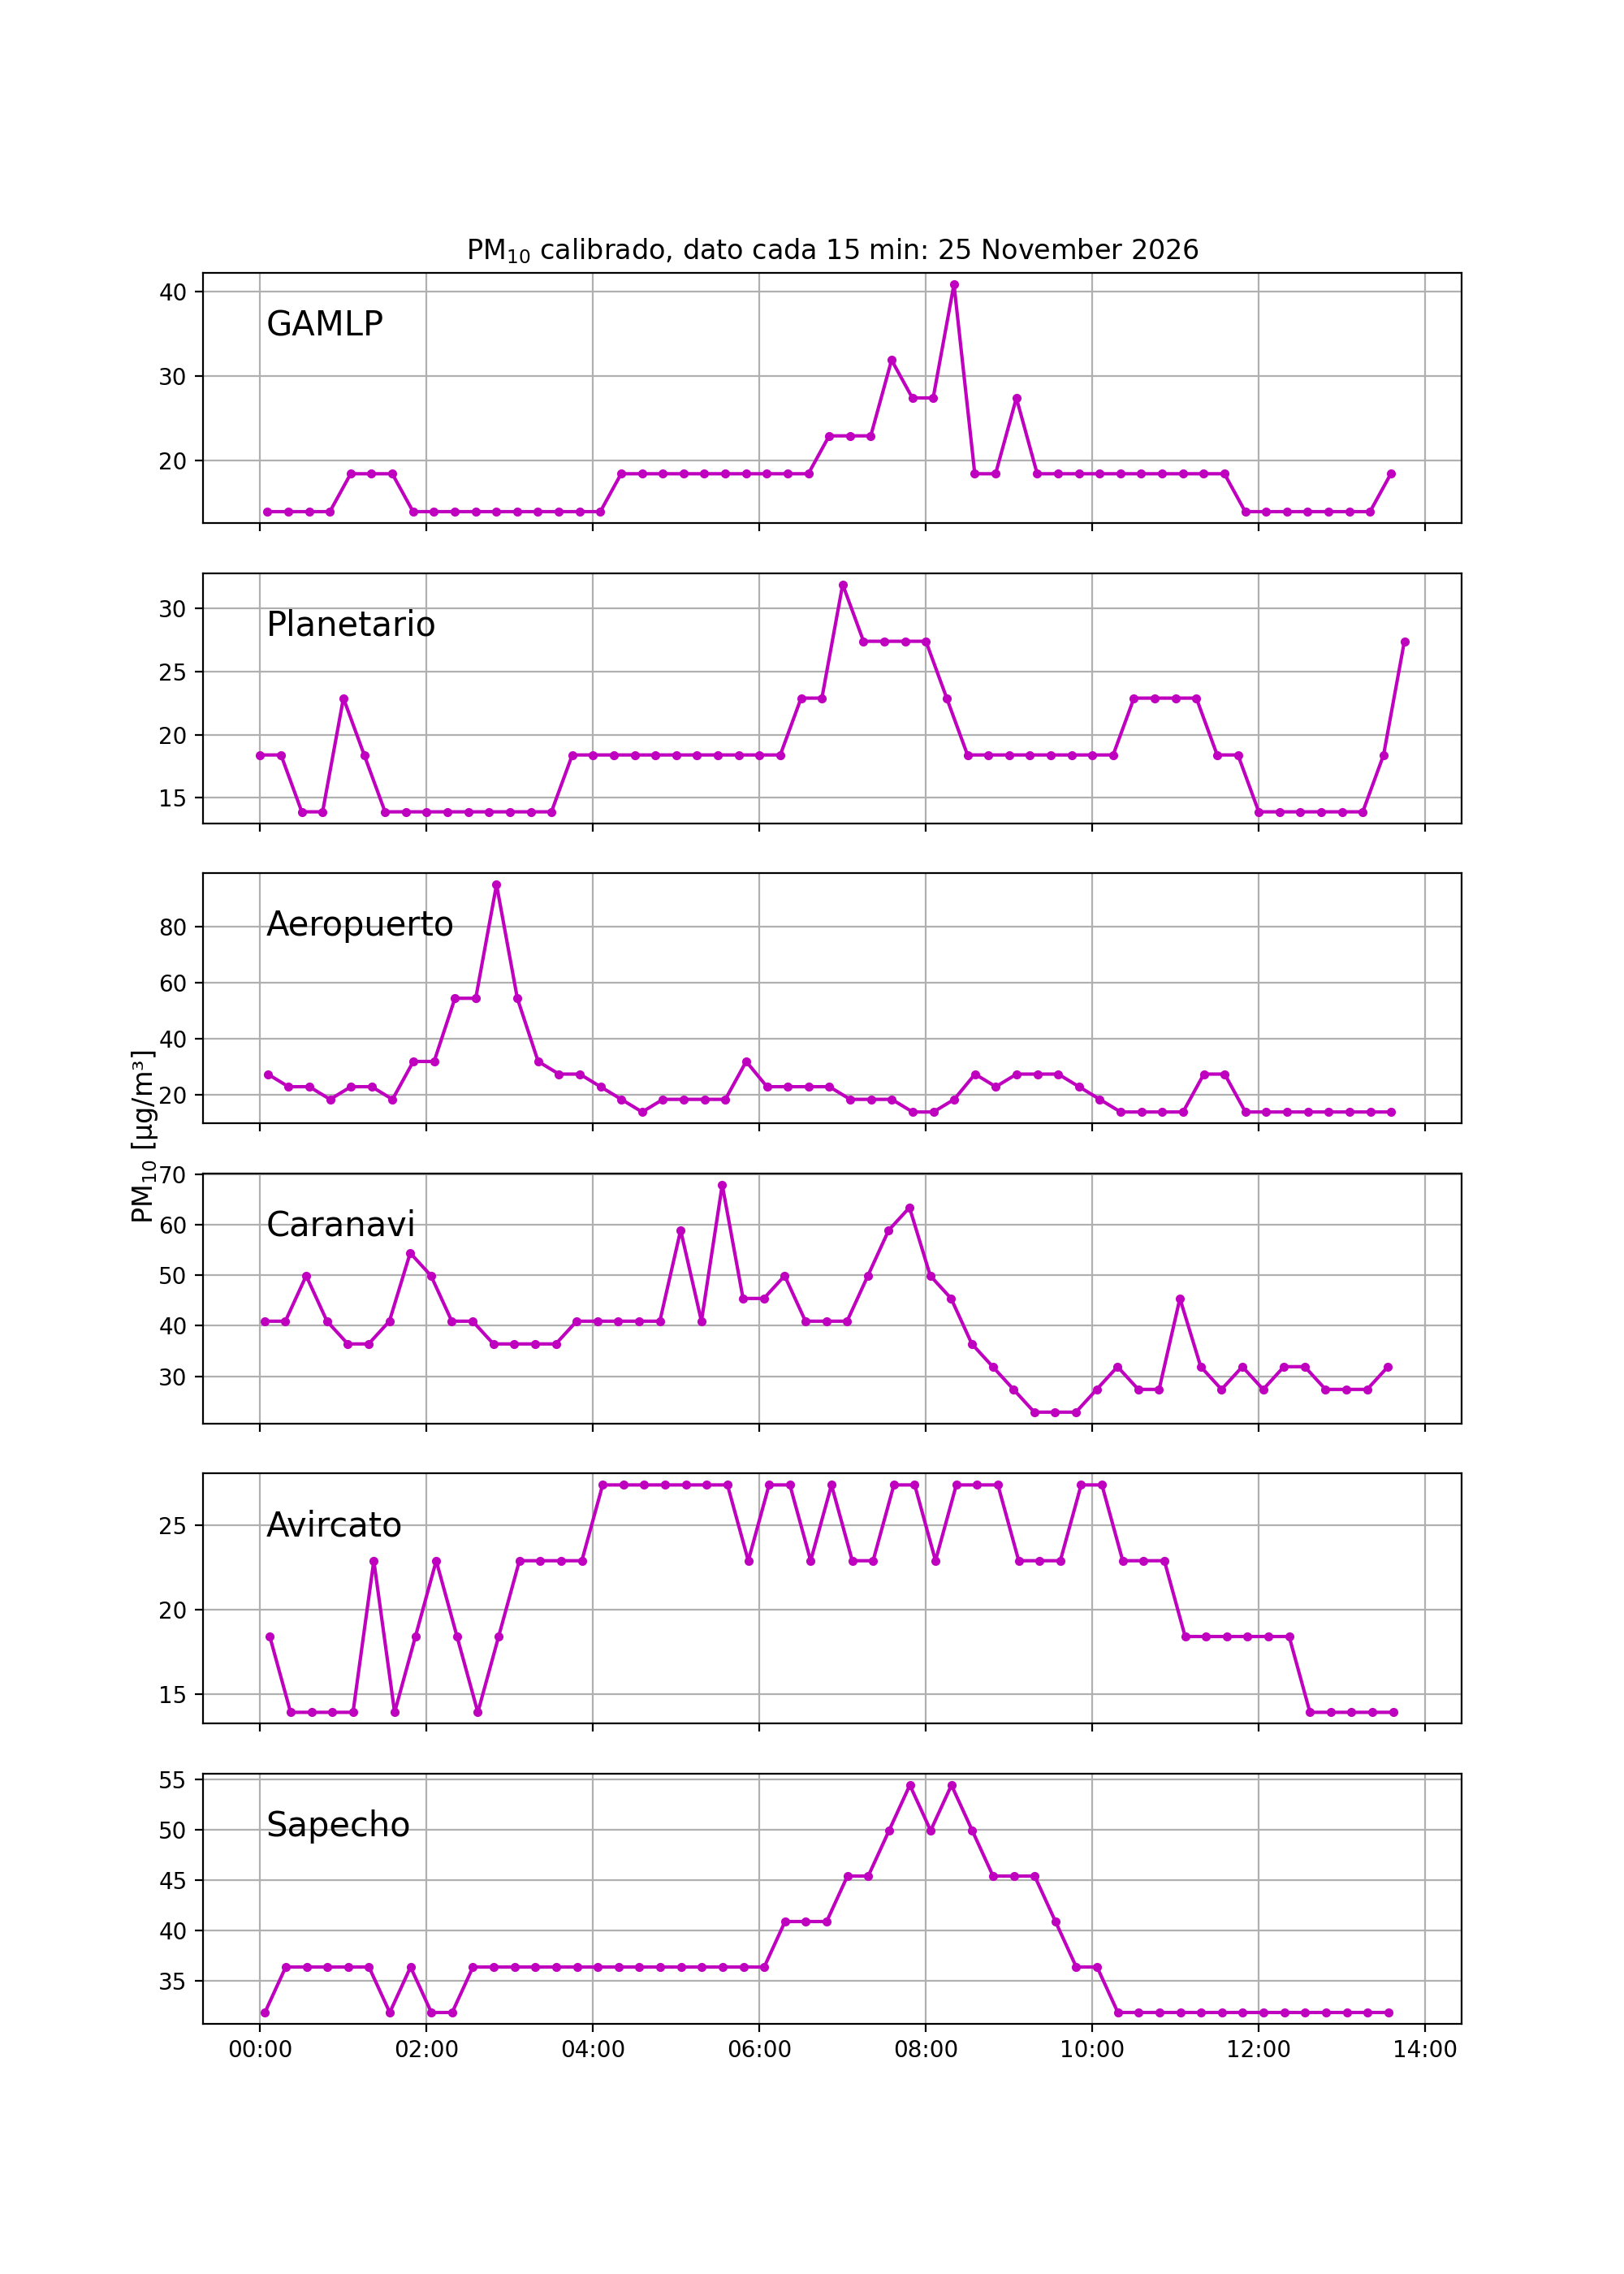 PM₁₀ calibrado, dato cada 15 min: 25 November 2026
GAMLP
40
30
20
Planetario
30
25
20
15
Aeropuerto
80
60
40
20
PM₁₀ [µg/m³]
Caranavi
70
60
50
40
30
Avircato
25
20
15
Sapecho
55
50
45
40
35
00:00 02:00 04:00 06:00 08:00 10:00 12:00 14:00